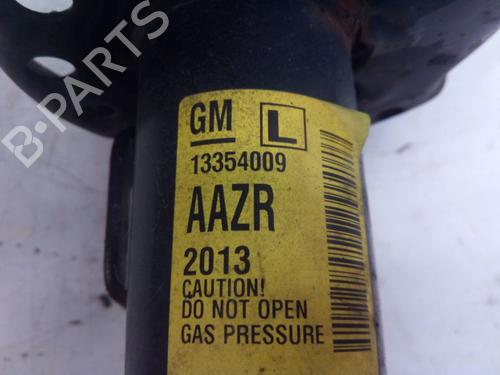 B-PARTS
GM L
13354009
AAZR
2013
CAUTION!
DO NOT OPEN
GAS PRESSURE